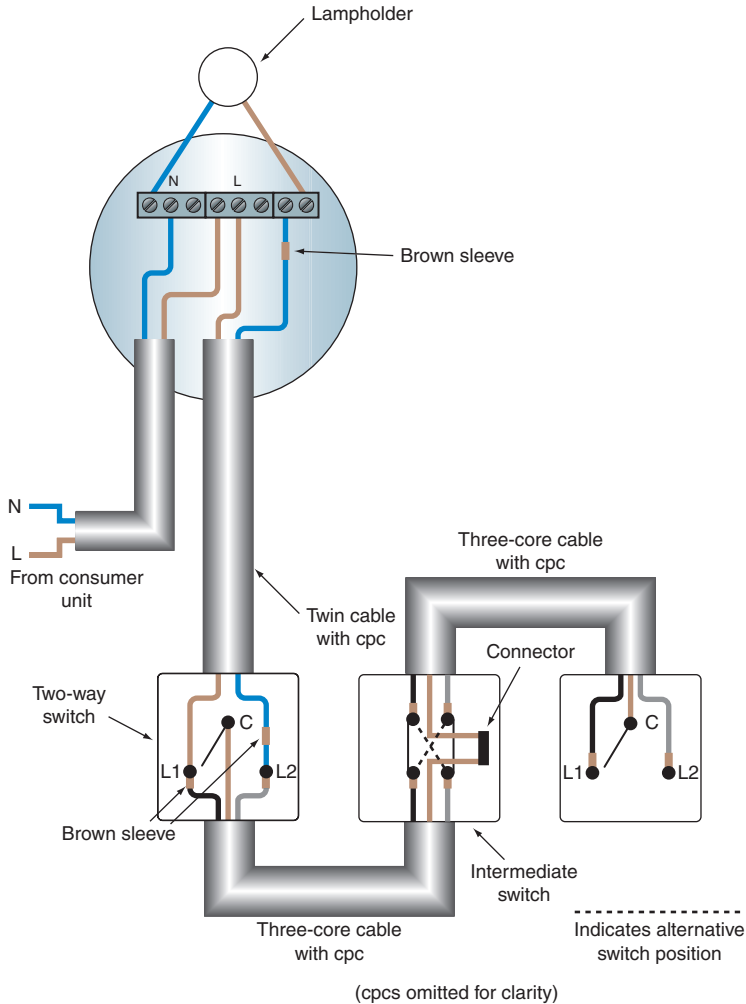 Lampholder
N
L
Brown sleeve
N
L
From consumer
unit
Twin cable
with cpc
Three-core cable
with cpc
Connector
Two-way
switch
C
L1
L2
Brown sleeve
C
L1
L2
Intermediate
switch
Three-core cable
with cpc
Indicates alternative
switch position
(cpcs omitted for clarity)